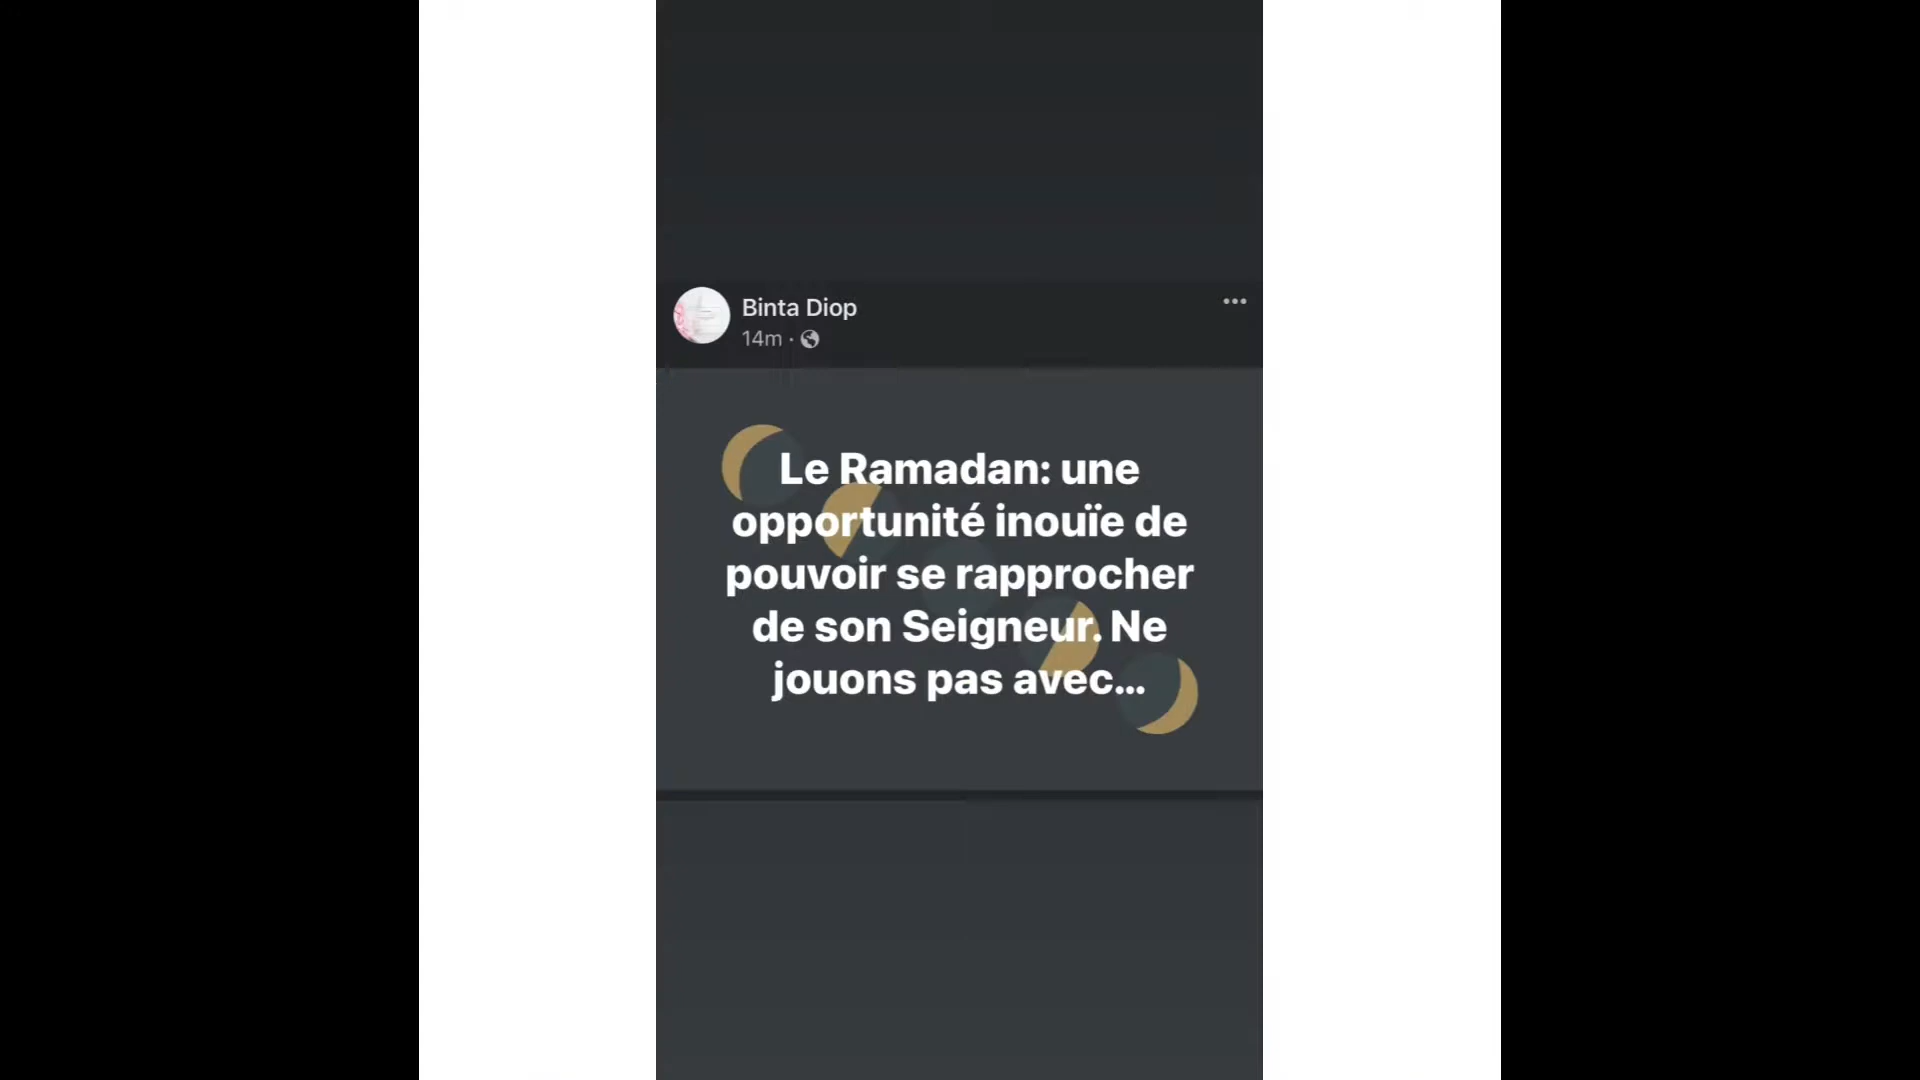 Binta Diop
14m ·
Le Ramadan: une
opportunité inouïe de
pouvoir se rapprocher
de son Seigneur. Ne
jouons pas avec...